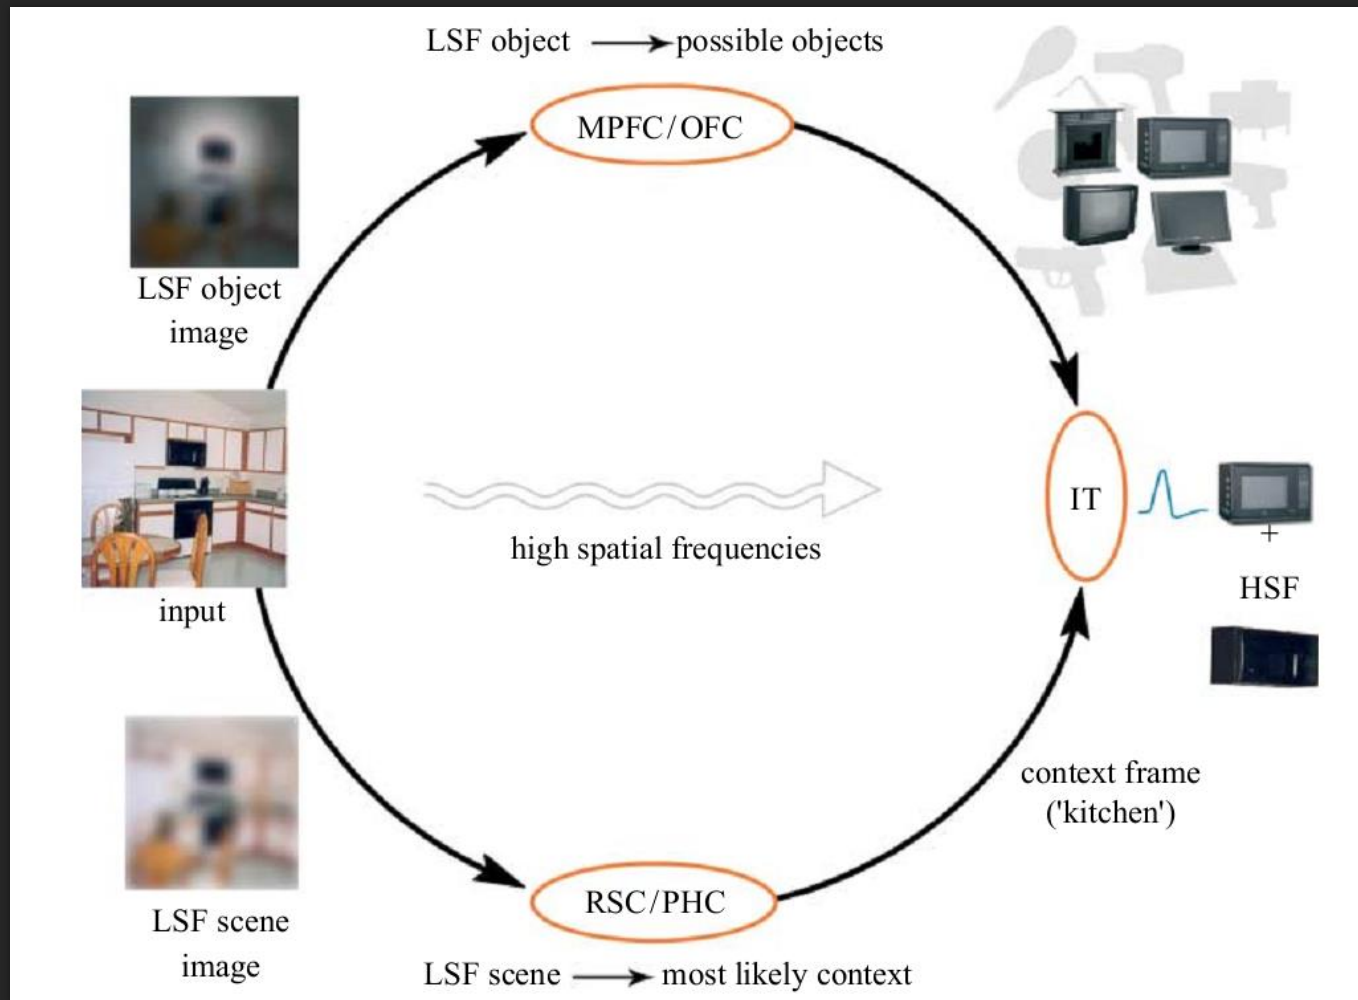 LSF object → possible objects
MPFC/OFC
LSF object
image
input
high spatial frequencies
IT
+
HSF
context frame
('kitchen')
LSF scene
image
RSC/PHC
LSF scene → most likely context